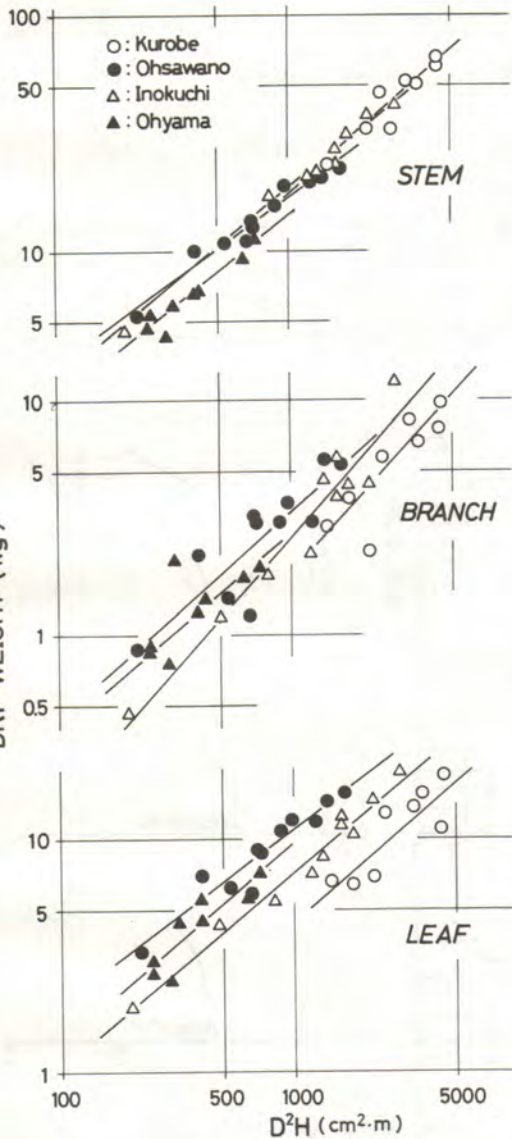 100
50
10
5
○ : Kurobe
● : Ohsawano
△ : Inokuchi
▲ : Ohyama
STEM
10
5
1
0.5
BRANCH
10
5
1
LEAF
100 500 1000 5000
D²H (cm²·m)